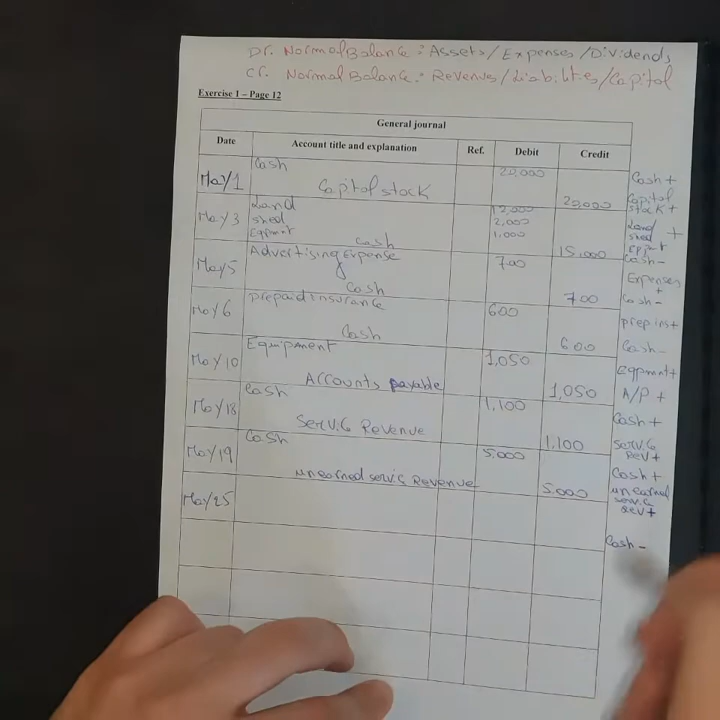 Dr. Normal Balance : Assets / Expenses / Dividends
Cr. Normal Balance : Revenues / Liabilites / Capital
Exercise 1 – Page 12
General journal
Date Account title and explanation Ref. Debit Credit
Cash 20,000 Cash +
May 1 Capital stock 20,000 Capital
stock +
Land 12,000 Land
May 3 shed 2,000 shed +
Eqpment 1,000 Eqpmt
Cash 15,000 Cash -
May 5 Advertising Expense 700 Expenses
+
Cash 700 Cash -
May 6 prepaid insurance 600 prep ins +
Cash 600 Cash -
May 10 Equipment 1,050 eqpmnt +
Accounts payable 1,050 A/P +
May 18 Cash 1,100 Cash +
Service Revenue 1,100 Service
Rev +
May 19 Cash 5,000 Cash +
unearned servic Revenue 5,000 unearned
service
Rev +
May 25
Cash -